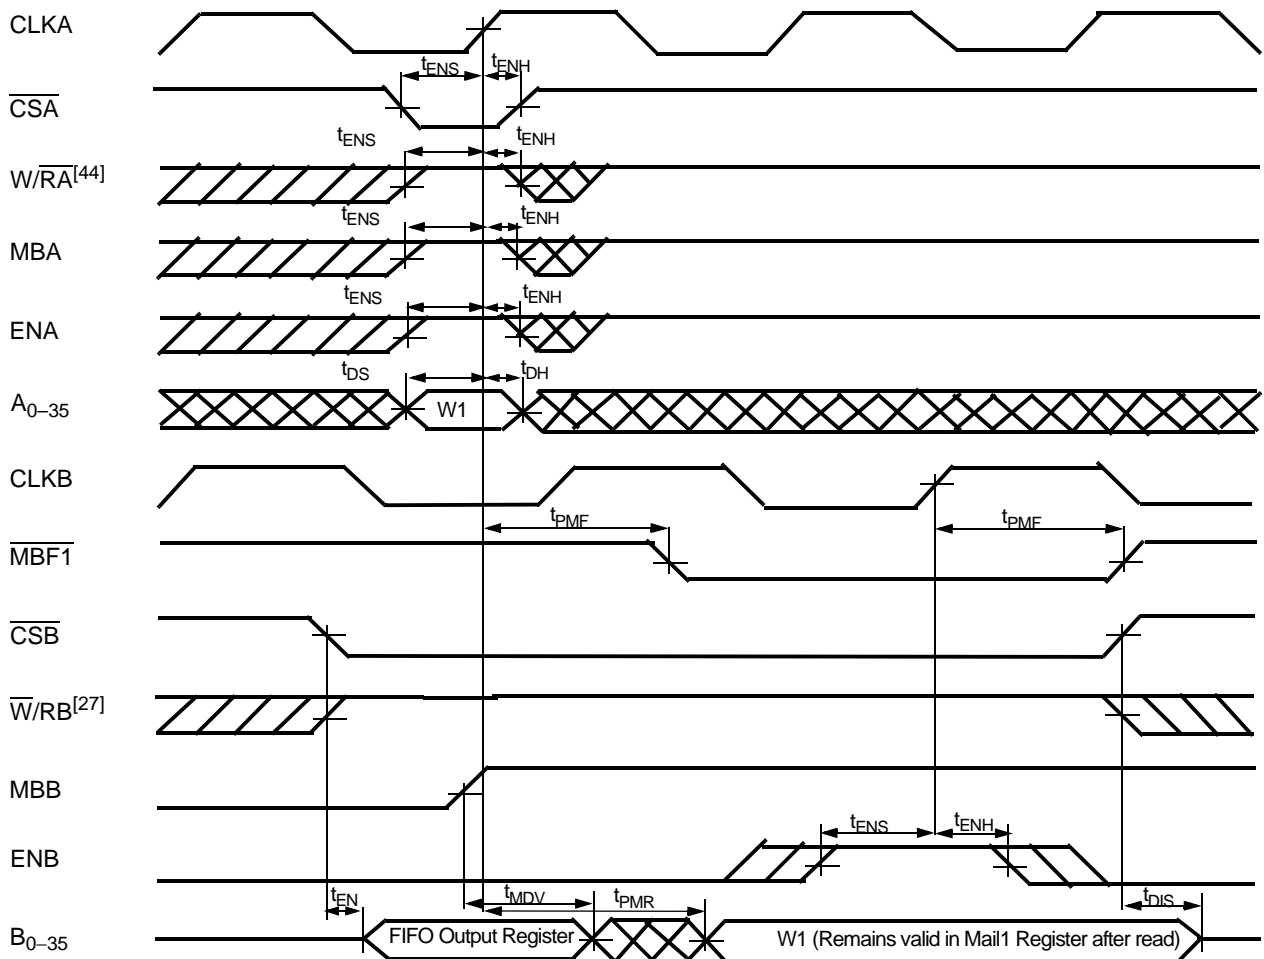 CLKA
tENS tENH
CSA
tENS tENH
W/RA[44]
tENS tENH
MBA
tENS tENH
ENA
tDS tDH
A0–35 W1
CLKB
tPMF tPMF
MBF1
CSB
W/RB[27]
MBB
tENS tENH
ENB
tEN tMDV tPMR tDIS
B0–35 FIFO Output Register W1 (Remains valid in Mail1 Register after read)